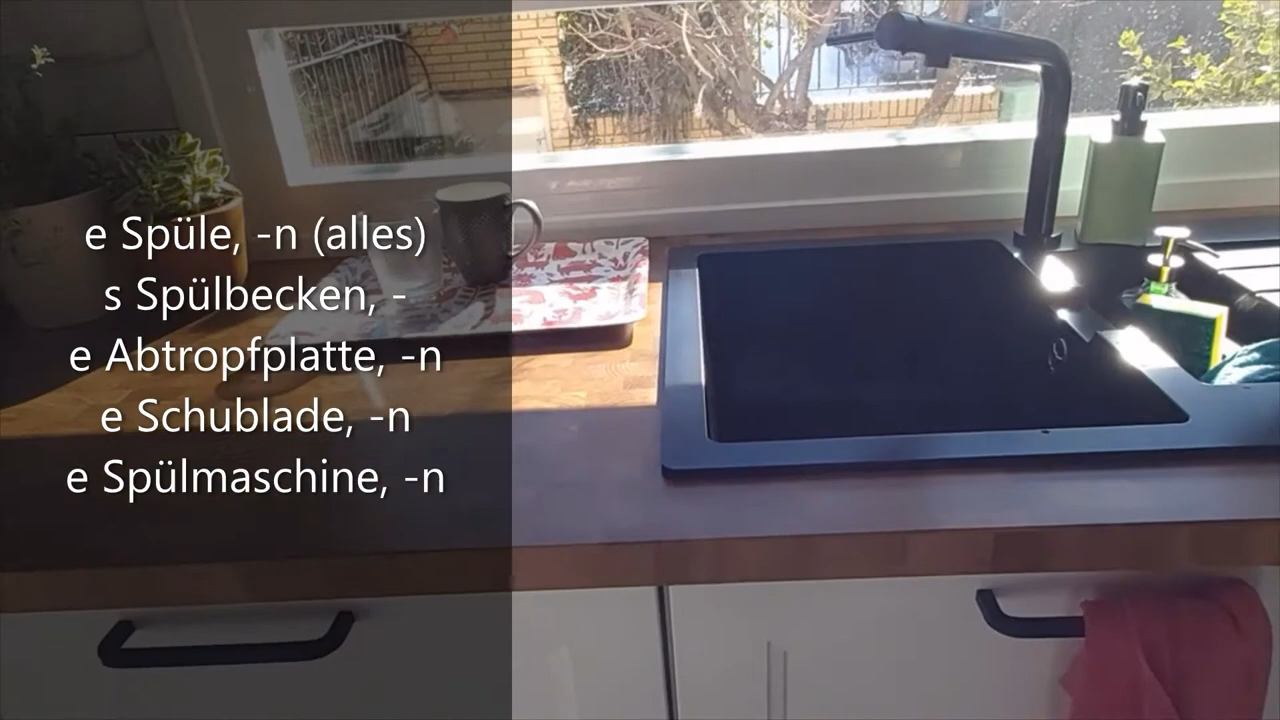 e Spüle, -n (alles)
s Spülbecken, -
e Abtropfplatte, -n
e Schublade, -n
e Spülmaschine, -n